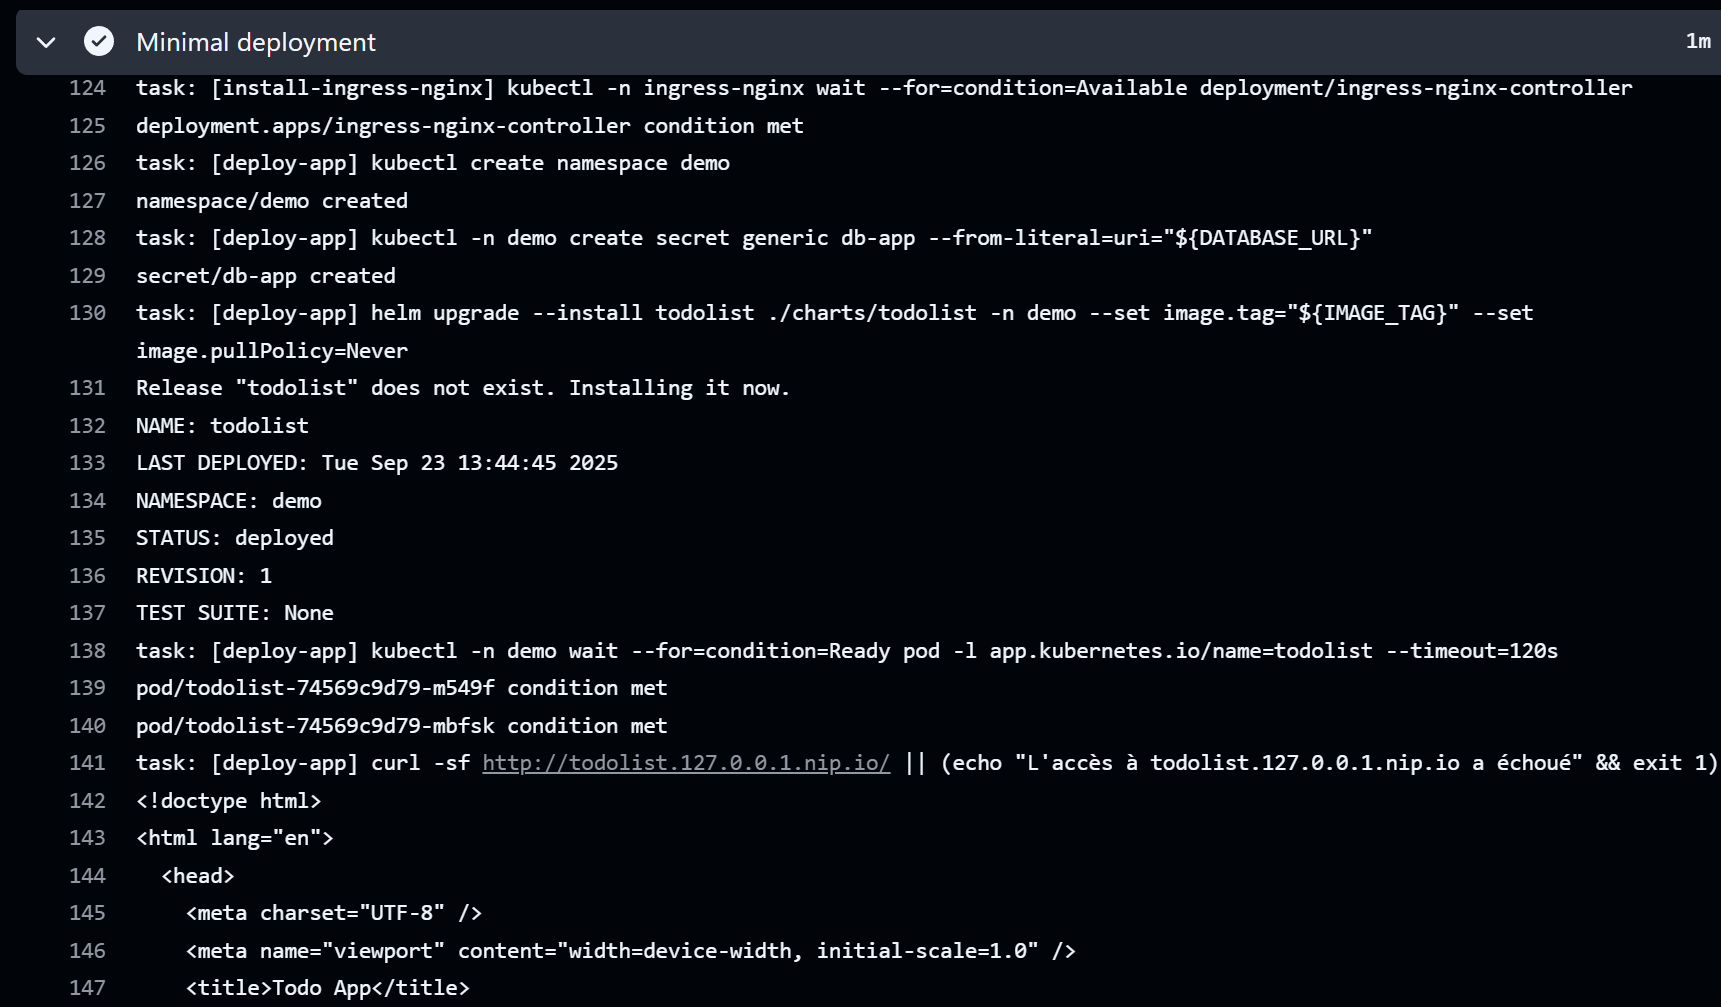 Minimal deployment
1m
124 task: [install-ingress-nginx] kubectl -n ingress-nginx wait --for=condition=Available deployment/ingress-nginx-controller
125 deployment.apps/ingress-nginx-controller condition met
126 task: [deploy-app] kubectl create namespace demo
127 namespace/demo created
128 task: [deploy-app] kubectl -n demo create secret generic db-app --from-literal=uri="${DATABASE_URL}"
129 secret/db-app created
130 task: [deploy-app] helm upgrade --install todolist ./charts/todolist -n demo --set image.tag="${IMAGE_TAG}" --set
image.pullPolicy=Never
131 Release "todolist" does not exist. Installing it now.
132 NAME: todolist
133 LAST DEPLOYED: Tue Sep 23 13:44:45 2025
134 NAMESPACE: demo
135 STATUS: deployed
136 REVISION: 1
137 TEST SUITE: None
138 task: [deploy-app] kubectl -n demo wait --for=condition=Ready pod -l app.kubernetes.io/name=todolist --timeout=120s
139 pod/todolist-74569c9d79-m549f condition met
140 pod/todolist-74569c9d79-mbfsk condition met
141 task: [deploy-app] curl -sf http://todolist.127.0.0.1.nip.io/ || (echo "L'accès à todolist.127.0.0.1.nip.io a échoué" && exit 1)
142 <!doctype html>
143 <html lang="en">
144 <head>
145 <meta charset="UTF-8" />
146 <meta name="viewport" content="width=device-width, initial-scale=1.0" />
147 <title>Todo App</title>